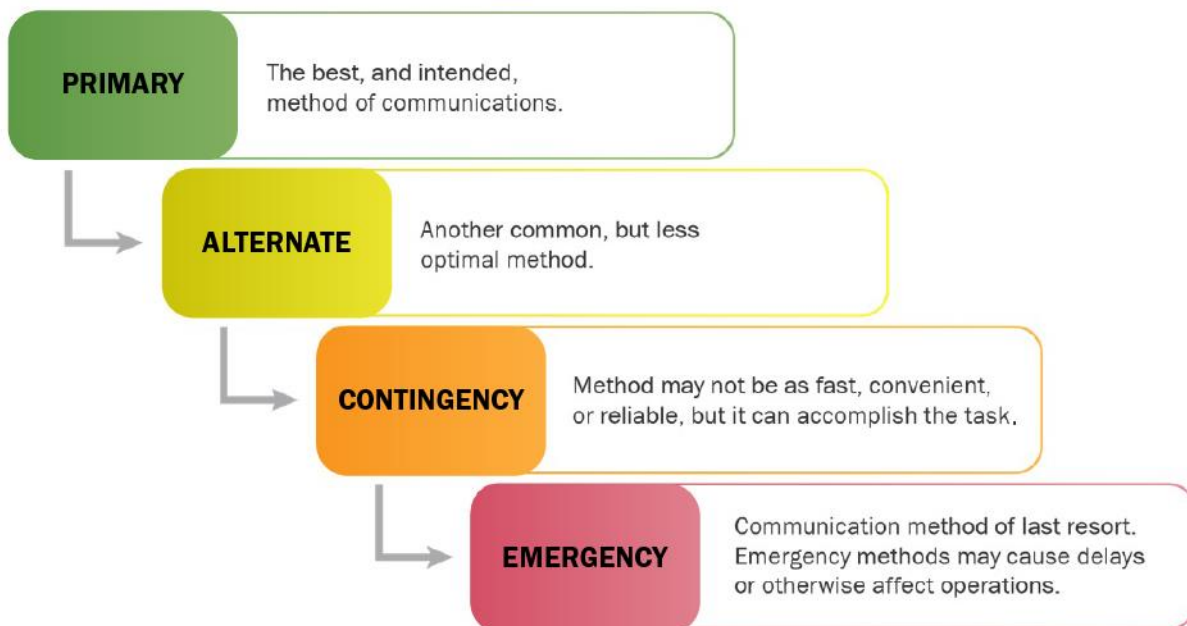 PRIMARY
The best, and intended,
method of communications.
ALTERNATE
Another common, but less
optimal method.
CONTINGENCY
Method may not be as fast, convenient,
or reliable, but it can accomplish the task.
EMERGENCY
Communication method of last resort.
Emergency methods may cause delays
or otherwise affect operations.